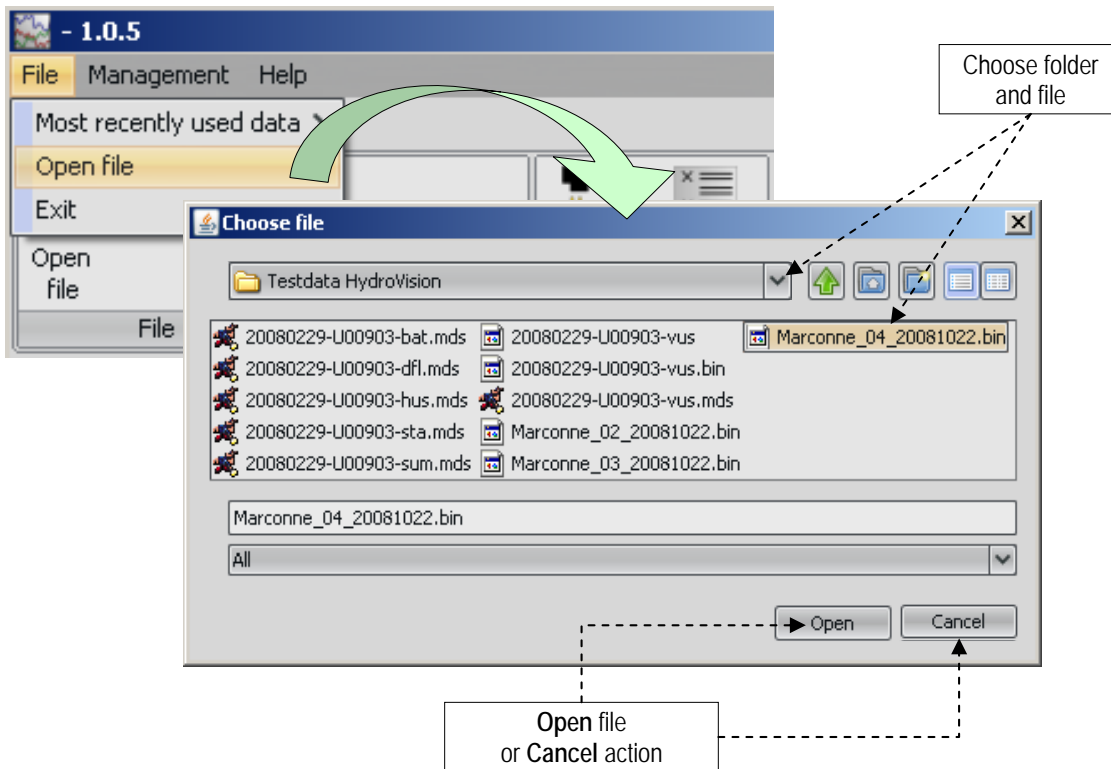 - 1.0.5
File Management Help
Most recently used data
Open file
Exit
Open
file
File
Choose folder
and file
Choose file
Testdata HydroVision
20080229-U00903-bat.mds 20080229-U00903-vus Marconne_04_20081022.bin
20080229-U00903-dfl.mds 20080229-U00903-vus.bin
20080229-U00903-hus.mds 20080229-U00903-vus.mds
20080229-U00903-sta.mds Marconne_02_20081022.bin
20080229-U00903-sum.mds Marconne_03_20081022.bin
Marconne_04_20081022.bin
All
Open Cancel
Open file
or Cancel action